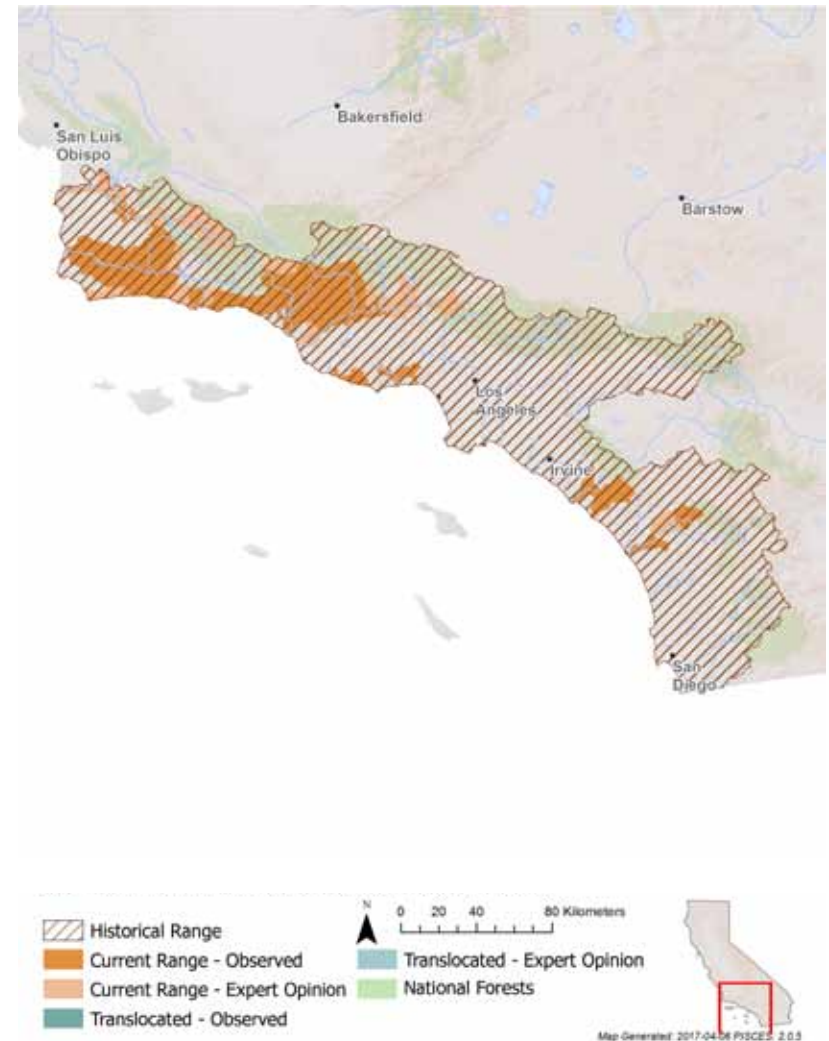 San Luis
Obispo
Bakersfield
Barstow
Los
Angeles
Irvine
San
Diego
N
0 20 40 80 Kilometers
Historical Range
Current Range - Observed
Current Range - Expert Opinion
Translocated - Observed
Translocated - Expert Opinion
National Forests
Map Generated: 2017-04-06 PISCES: 2.0.5